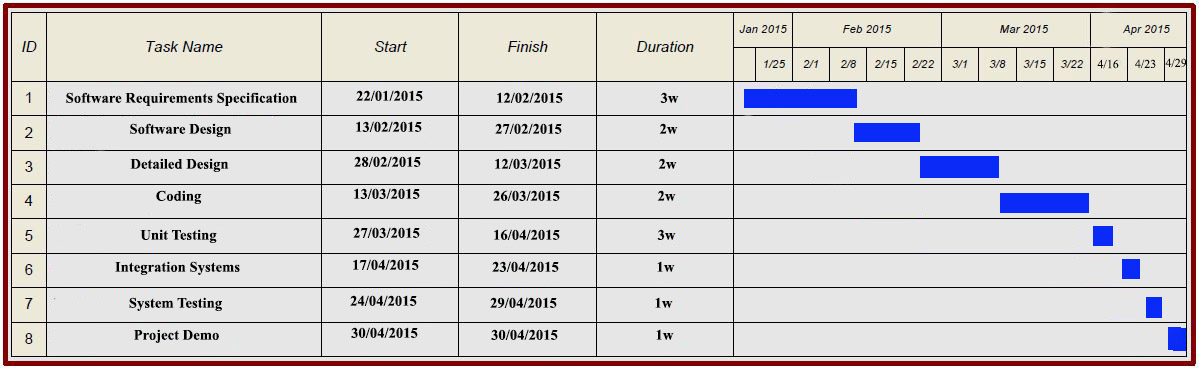 ID Task Name Start Finish Duration Jan 2015 Feb 2015 Mar 2015 Apr 2015
1/25 2/1 2/8 2/15 2/22 3/1 3/8 3/15 3/22 4/16 4/23 4/29
1 Software Requirements Specification 22/01/2015 12/02/2015 3w
2 Software Design 13/02/2015 27/02/2015 2w
3 Detailed Design 28/02/2015 12/03/2015 2w
4 Coding 13/03/2015 26/03/2015 2w
5 Unit Testing 27/03/2015 16/04/2015 3w
6 Integration Systems 17/04/2015 23/04/2015 1w
7 System Testing 24/04/2015 29/04/2015 1w
8 Project Demo 30/04/2015 30/04/2015 1w